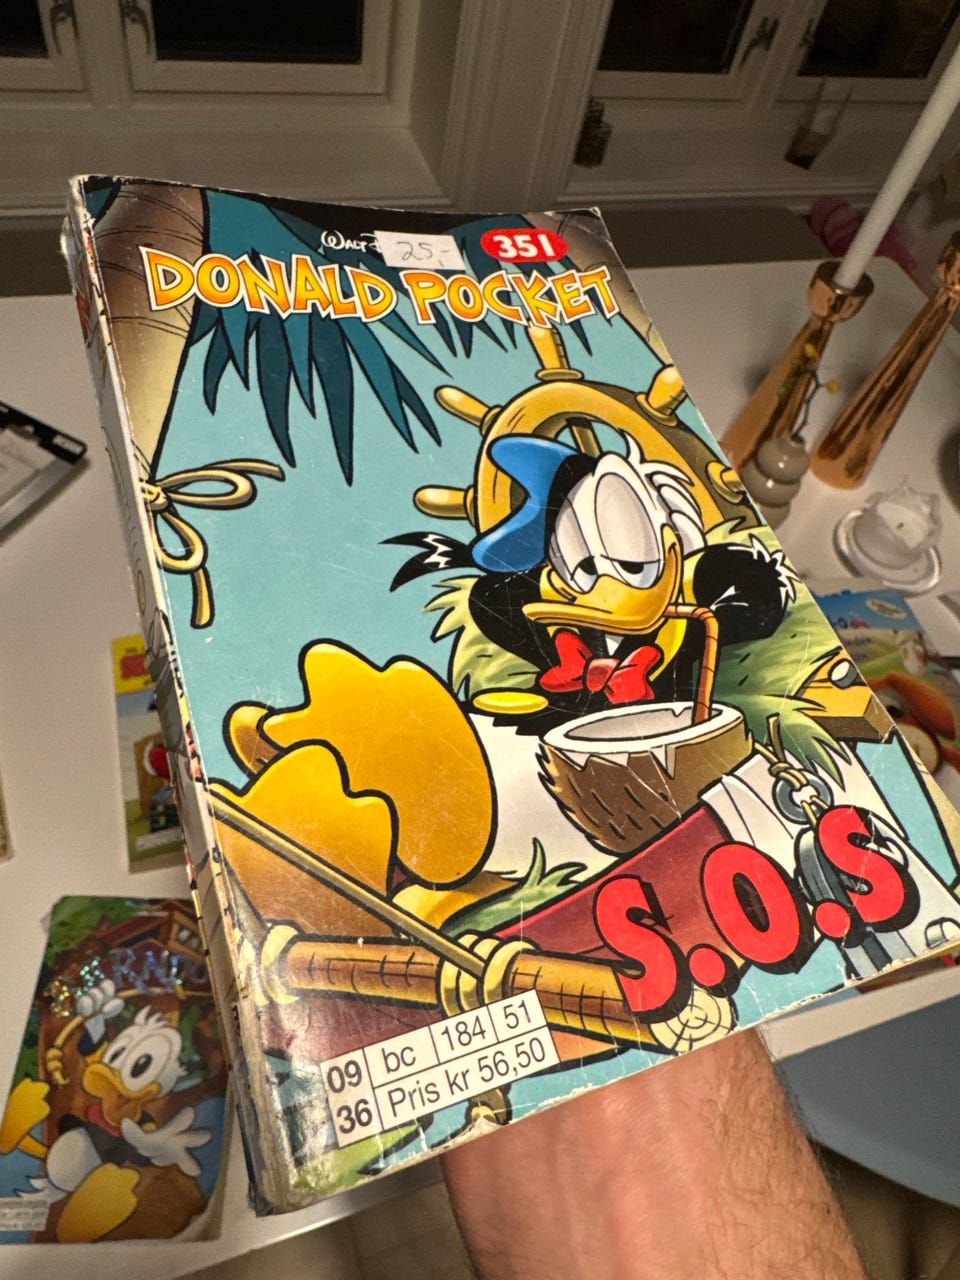 WALT
25,-
351
DONALD POCKET
S.O.S
09 bc 184 51
36 Pris kr 56,50